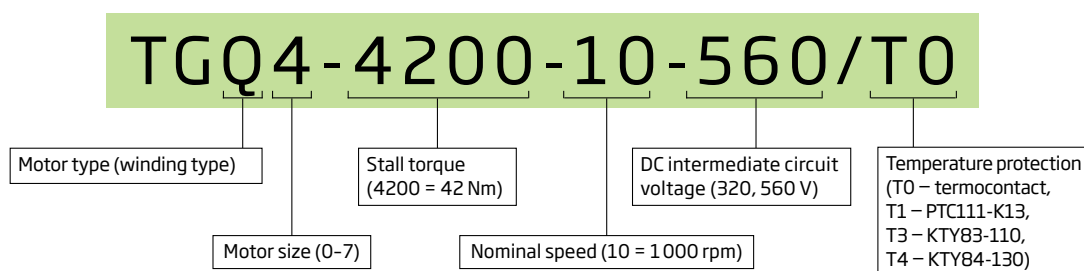 TGQ4-4200-10-560/T0
Motor type (winding type)
Stall torque
(4200 = 42 Nm)
DC intermediate circuit
voltage (320, 560 V)
Temperature protection
(T0 – termocontact,
T1 – PTC111-K13,
T3 – KTY83-110,
T4 – KTY84-130)
Motor size (0–7)
Nominal speed (10 = 1000 rpm)